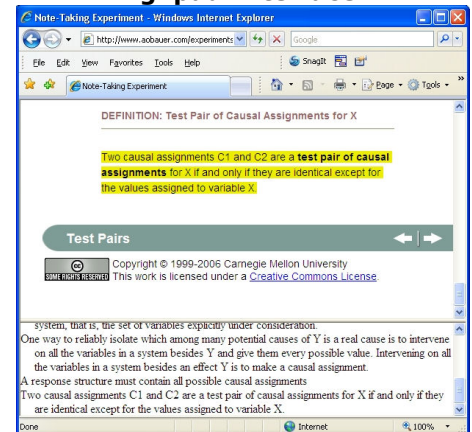 Note-Taking Experiment - Windows Internet Explorer
http://www.aobauer.com/experiments
Google
File Edit View Favorites Tools Help
SnagIt
Note-Taking Experiment
Page Tools
DEFINITION: Test Pair of Causal Assignments for X
Two causal assignments C1 and C2 are a test pair of causal
assignments for X if and only if they are identical except for
the values assigned to variable X.
Test Pairs
cc
SOME RIGHTS RESERVED
Copyright © 1999-2006 Carnegie Mellon University
This work is licensed under a Creative Commons License.
system, that is, the set of variables explicitly under consideration.
One way to reliably isolate which among many potential causes of Y is a real cause is to intervene
on all the variables in a system besides Y and give them every possible value. Intervening on all
the variables in a system besides an effect Y is to make a causal assignment.
A response structure must contain all possible causal assignments
Two causal assignments C1 and C2 are a test pair of causal assignments for X if and only if they
are identical except for the values assigned to variable X.
Done Internet 100%